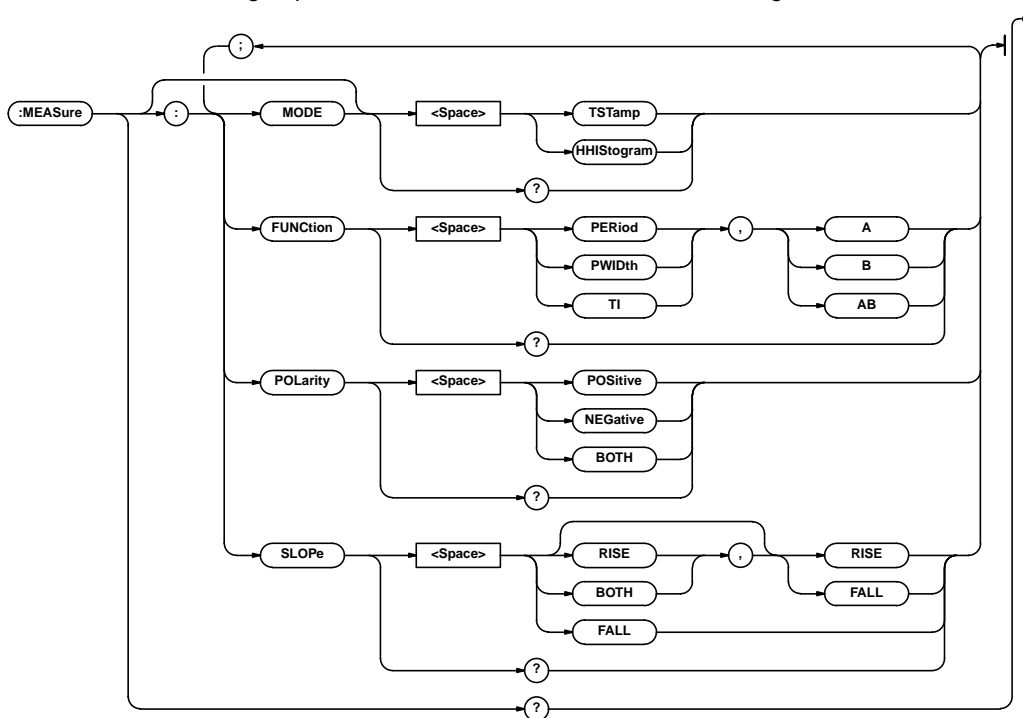 ;
:MEASure : MODE <Space> TSTamp
HHIStogram
?
FUNCtion <Space> PERiod , A
PWIDth B
TI AB
?
POLarity <Space> POSitive
NEGative
BOTH
?
SLOPe <Space> RISE , RISE
BOTH FALL
FALL
?
?